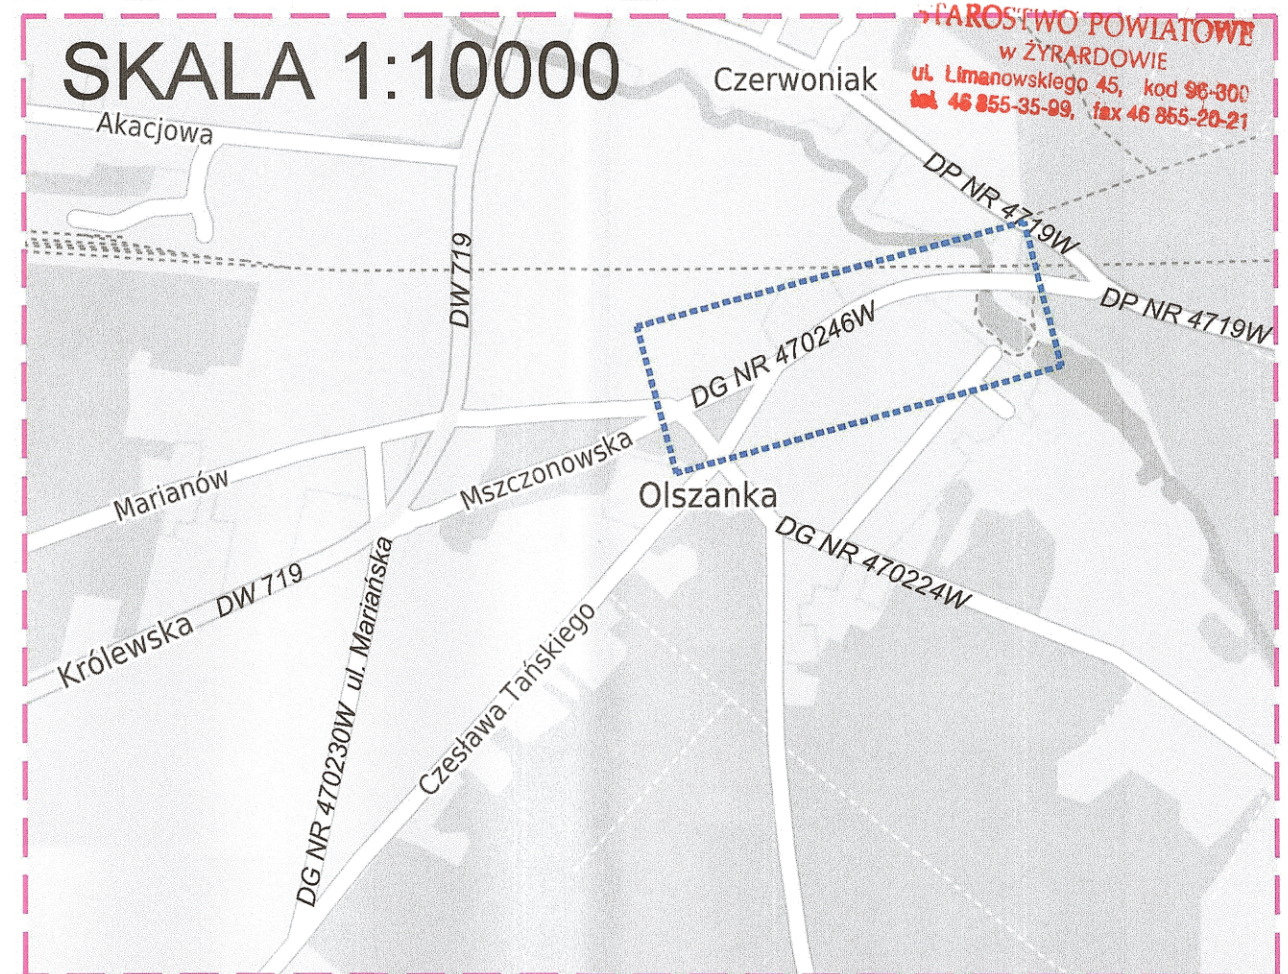 STAROSTWO POWIATOWE
w ŻYRARDOWIE
ul. Limanowskiego 45, kod 96-300
tel. 46 855-35-99, fax 46 855-20-21
SKALA 1:10000
Czerwoniak
Akacjowa
DP NR 4719W
DW 719
DP NR 4719W
DG NR 470246W
Mszczonowska
Marianów
Olszanka
DG NR 470224W
DW 719
Królewska
DG NR 470230W ul. Mariańska
Czesława Tańskiego